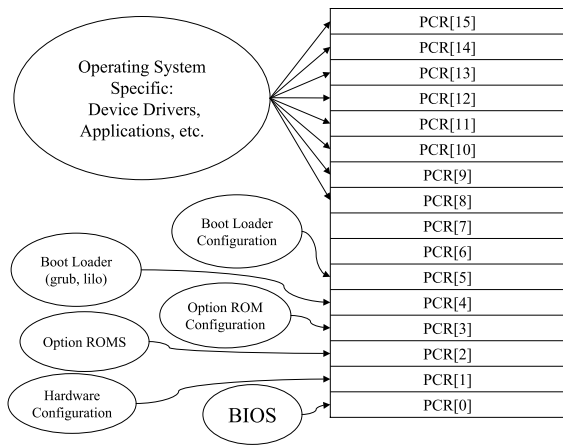 Operating System
Specific:
Device Drivers,
Applications, etc.
Boot Loader
Configuration
Boot Loader
(grub, lilo)
Option ROM
Configuration
Option ROMS
Hardware
Configuration
BIOS
PCR[15]
PCR[14]
PCR[13]
PCR[12]
PCR[11]
PCR[10]
PCR[9]
PCR[8]
PCR[7]
PCR[6]
PCR[5]
PCR[4]
PCR[3]
PCR[2]
PCR[1]
PCR[0]